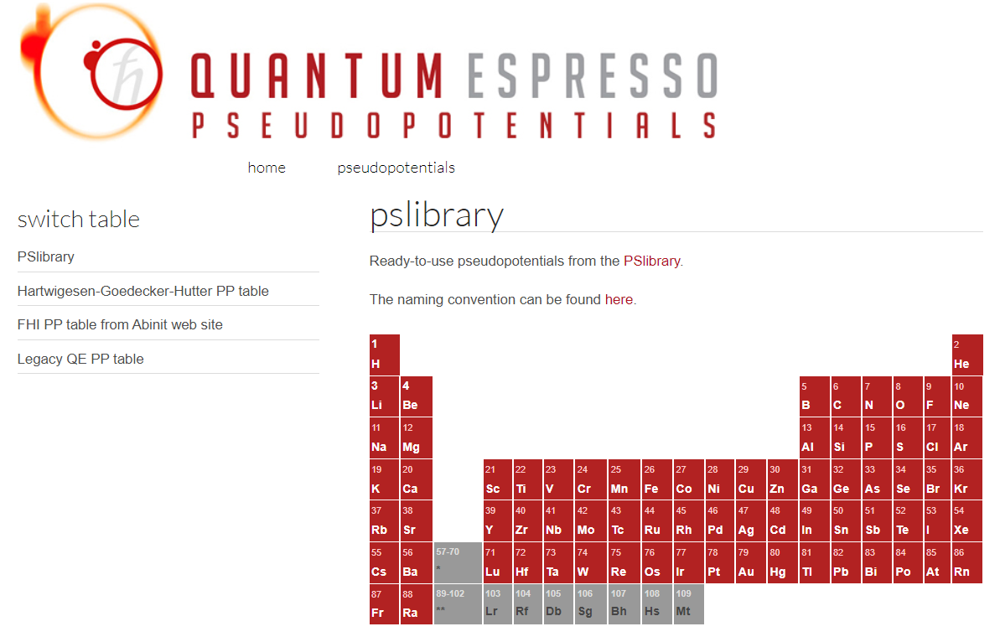 ħ
QUANTUM ESPRESSO
PSEUDOPOTENTIALS
home pseudopotentials
switch table
PSlibrary
Hartwigesen-Goedecker-Hutter PP table
FHI PP table from Abinit web site
Legacy QE PP table
pslibrary
Ready-to-use pseudopotentials from the PSlibrary.
The naming convention can be found here.
1 2
H He
3 4 5 6 7 8 9 10
Li Be B C N O F Ne
11 12 13 14 15 16 17 18
Na Mg Al Si P S Cl Ar
19 20 21 22 23 24 25 26 27 28 29 30 31 32 33 34 35 36
K Ca Sc Ti V Cr Mn Fe Co Ni Cu Zn Ga Ge As Se Br Kr
37 38 39 40 41 42 43 44 45 46 47 48 49 50 51 52 53 54
Rb Sr Y Zr Nb Mo Tc Ru Rh Pd Ag Cd In Sn Sb Te I Xe
55 56 57-70 71 72 73 74 75 76 77 78 79 80 81 82 83 84 85 86
Cs Ba * Lu Hf Ta W Re Os Ir Pt Au Hg Tl Pb Bi Po At Rn
87 88 89-102 103 104 105 106 107 108 109
Fr Ra ** Lr Rf Db Sg Bh Hs Mt